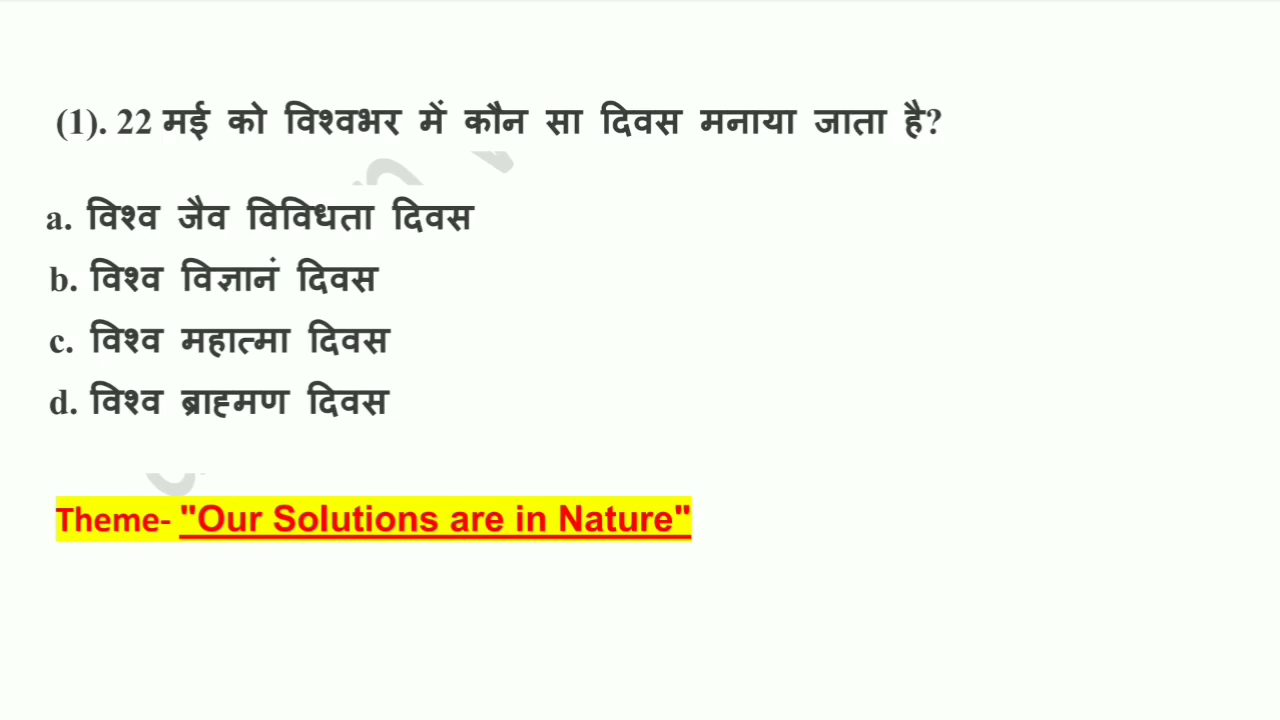 (1). 22 मई को विश्वभर में कौन सा दिवस मनाया जाता है?
a. विश्व जैव विविधता दिवस
b. विश्व विज्ञानं दिवस
c. विश्व महात्मा दिवस
d. विश्व ब्राह्मण दिवस
Theme- "Our Solutions are in Nature"